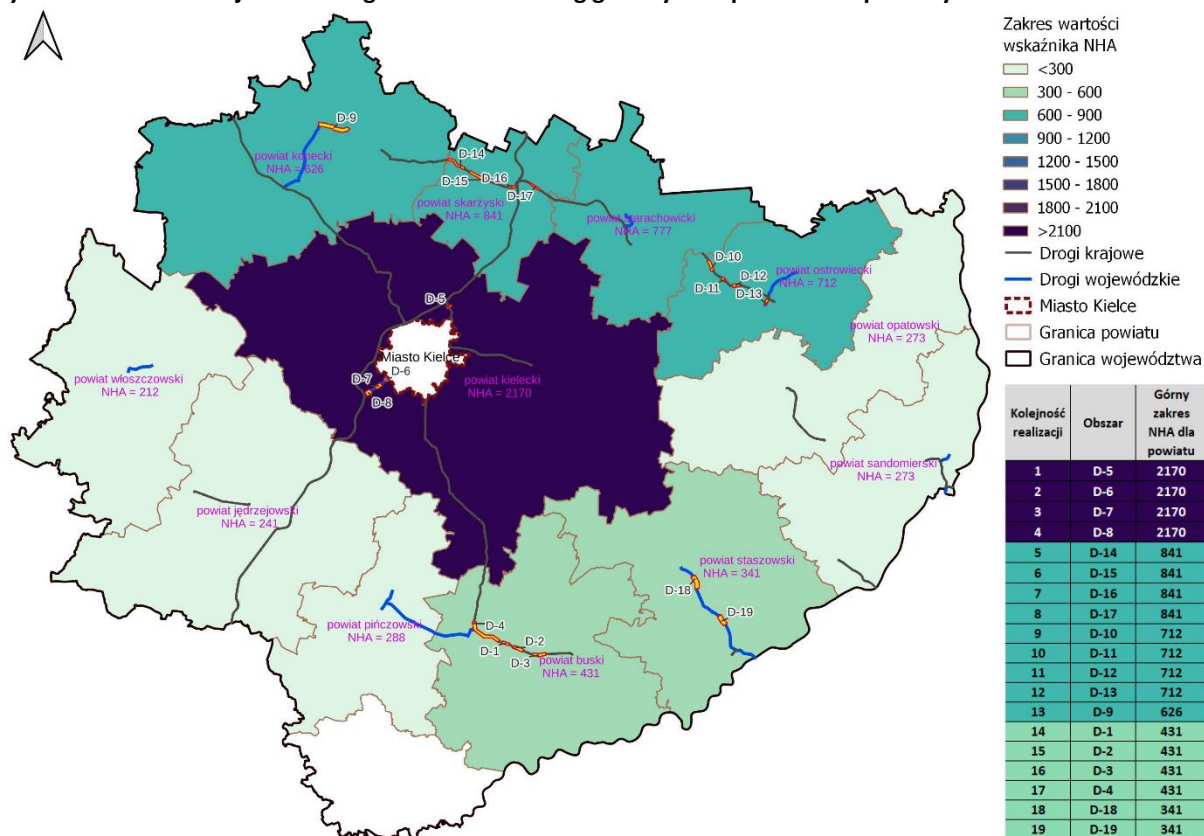 Zakres wartości
wskaźnika NHA
<300
300 - 600
600 - 900
900 - 1200
1200 - 1500
1500 - 1800
1800 - 2100
>2100
Drogi krajowe
Drogi wojewódzkie
Miasto Kielce
Granica powiatu
Granica województwa
D-9
powiat konecki
NHA = 626
D-14
D-15
D-16
D-17
powiat skarżyski
NHA = 841
powiat starachowicki
NHA = 777
D-10
D-11
D-12
D-13
powiat ostrowiecki
NHA = 712
powiat opatowski
NHA = 273
D-5
Miasto Kielce
D-6
D-7
D-8
powiat kielecki
NHA = 2170
powiat włoszczowski
NHA = 212
powiat sandomierski
NHA = 273
powiat jędrzejowski
NHA = 241
powiat staszowski
NHA = 341
D-18
D-19
powiat pińczowski
NHA = 288
D-4
D-1
D-2
D-3
powiat buski
NHA = 431
Kolejność realizacji Obszar Górny zakres NHA dla powiatu
1 D-5 2170
2 D-6 2170
3 D-7 2170
4 D-8 2170
5 D-14 841
6 D-15 841
7 D-16 841
8 D-17 841
9 D-10 712
10 D-11 712
11 D-12 712
12 D-13 712
13 D-9 626
14 D-1 431
15 D-2 431
16 D-3 431
17 D-4 431
18 D-18 341
19 D-19 341